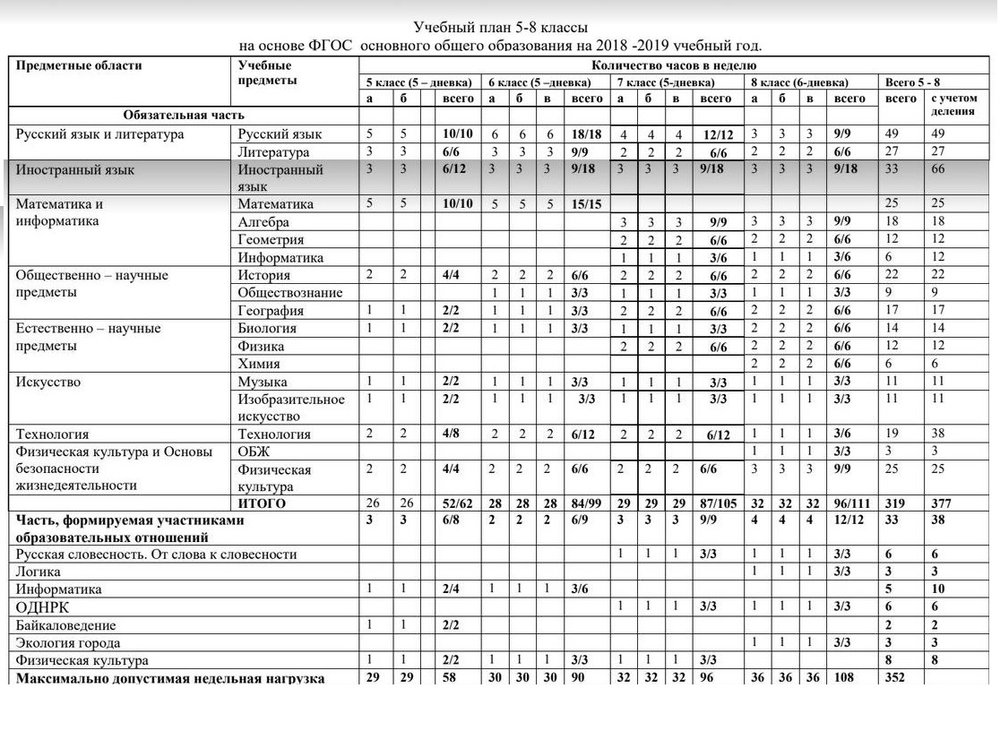 Учебный план 5-8 классы
на основе ФГОС основного общего образования на 2018 -2019 учебный год.
Предметные области Учебные предметы Количество часов в неделю
5 класс (5 – дневка) 6 класс (5 –дневка) 7 класс (5-дневка) 8 класс (6-дневка) Всего 5 - 8
а б всего а б в всего а б в всего а б в всего всего с учетом деления
Обязательная часть
Русский язык и литература Русский язык 5 5 10/10 6 6 6 18/18 4 4 4 12/12 3 3 3 9/9 49 49
Литература 3 3 6/6 3 3 3 9/9 2 2 2 6/6 2 2 2 6/6 27 27
Иностранный язык Иностранный язык 3 3 6/12 3 3 3 9/18 3 3 3 9/18 3 3 3 9/18 33 66
Математика и информатика Математика 5 5 10/10 5 5 5 15/15 25 25
Алгебра 3 3 3 9/9 3 3 3 9/9 18 18
Геометрия 2 2 2 6/6 2 2 2 6/6 12 12
Информатика 1 1 1 3/6 1 1 1 3/6 6 12
Общественно – научные предметы История 2 2 4/4 2 2 2 6/6 2 2 2 6/6 2 2 2 6/6 22 22
Обществознание 1 1 1 3/3 1 1 1 3/3 1 1 1 3/3 9 9
География 1 1 2/2 1 1 1 3/3 2 2 2 6/6 2 2 2 6/6 17 17
Естественно – научные предметы Биология 1 1 2/2 1 1 1 3/3 1 1 1 3/3 2 2 2 6/6 14 14
Физика 2 2 2 6/6 2 2 2 6/6 12 12
Химия 2 2 2 6/6 6 6
Искусство Музыка 1 1 2/2 1 1 1 3/3 1 1 1 3/3 1 1 1 3/3 11 11
Изобразительное искусство 1 1 2/2 1 1 1 3/3 1 1 1 3/3 1 1 1 3/3 11 11
Технология Технология 2 2 4/8 2 2 2 6/12 2 2 2 6/12 1 1 1 3/6 19 38
Физическая культура и Основы безопасности жизнедеятельности ОБЖ 1 1 1 3/3 3 3
Физическая культура 2 2 4/4 2 2 2 6/6 2 2 2 6/6 3 3 3 9/9 25 25
ИТОГО 26 26 52/62 28 28 28 84/99 29 29 29 87/105 32 32 32 96/111 319 377
Часть, формируемая участниками образовательных отношений 3 3 6/8 2 2 2 6/9 3 3 3 9/9 4 4 4 12/12 33 38
Русская словесность. От слова к словесности 1 1 1 3/3 1 1 1 3/3 6 6
Логика 1 1 1 3/3 3 3
Информатика 1 1 2/4 1 1 1 3/6 5 10
ОДНРК 1 1 1 3/3 1 1 1 3/3 6 6
Байкаловедение 1 1 2/2 2 2
Экология города 1 1 1 3/3 3 3
Физическая культура 1 1 2/2 1 1 1 3/3 1 1 1 3/3 8 8
Максимально допустимая недельная нагрузка 29 29 58 30 30 30 90 32 32 32 96 36 36 36 108 352